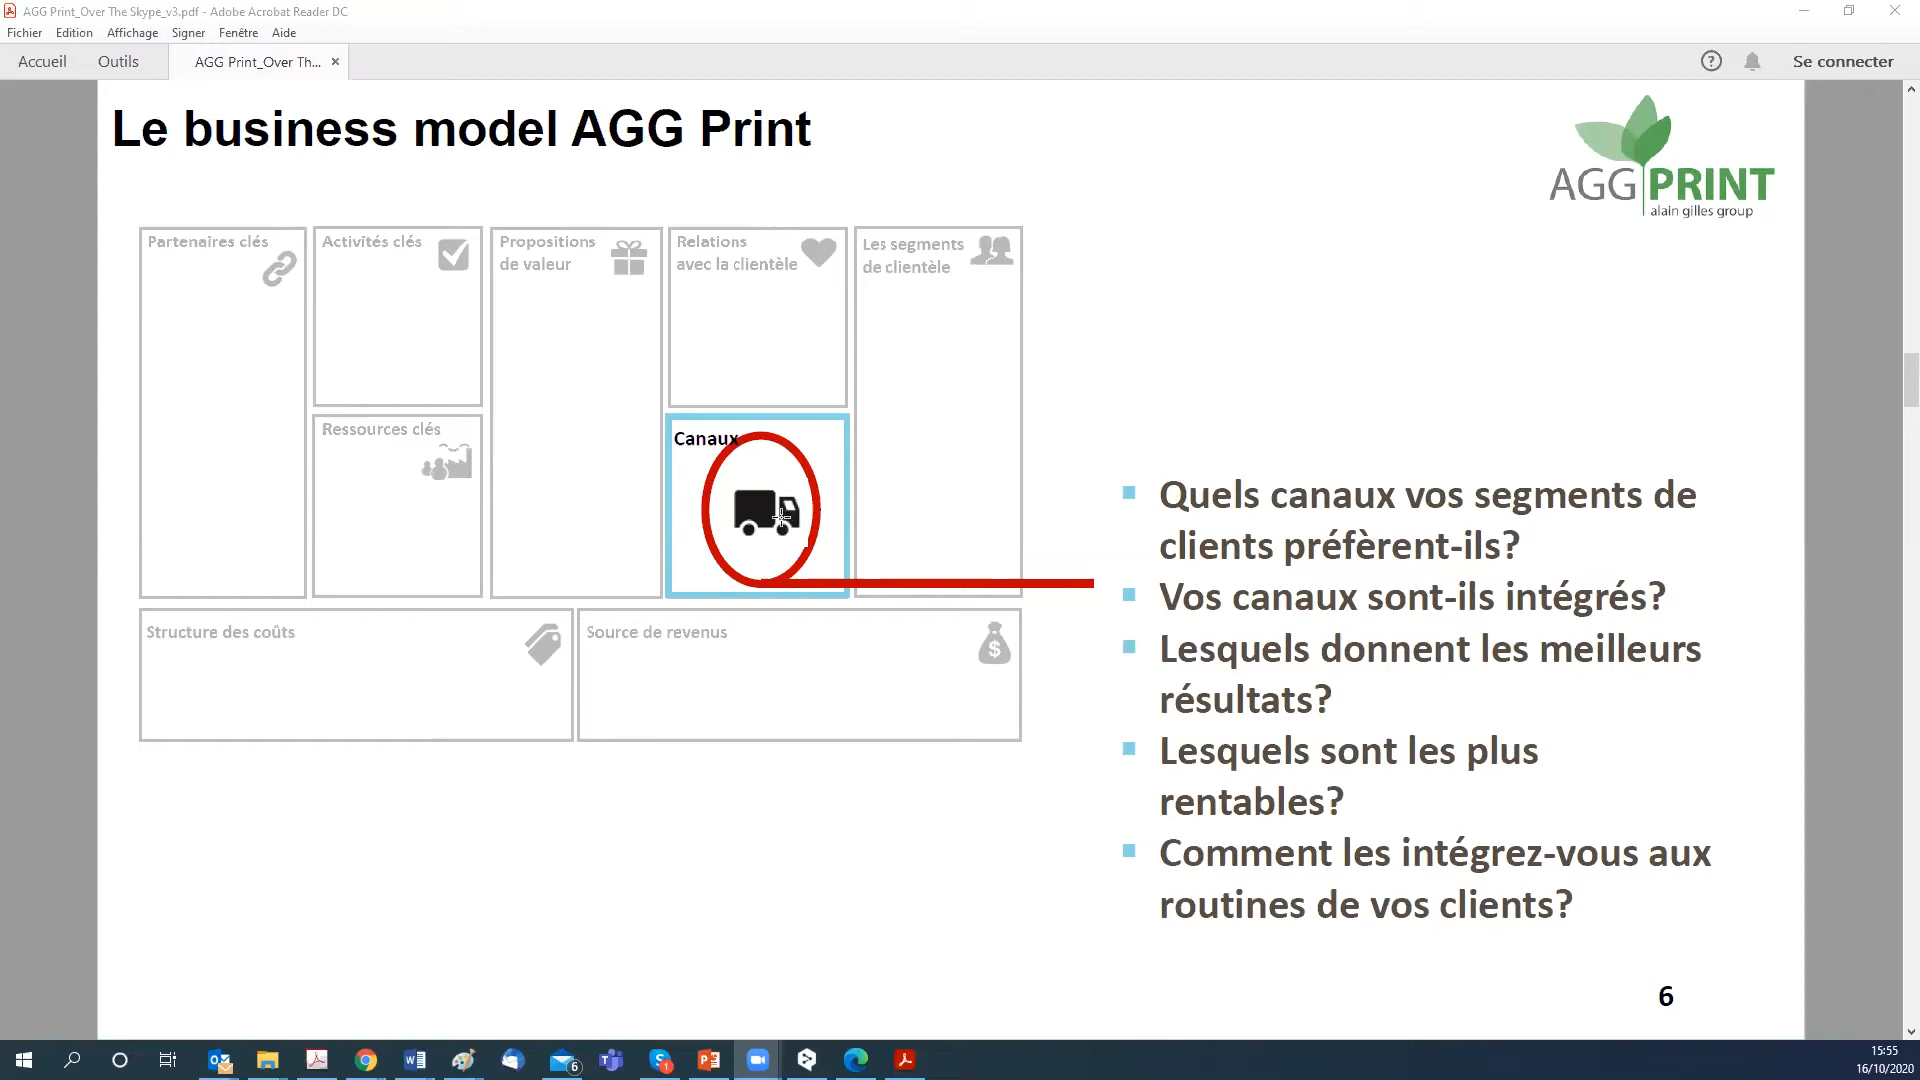 AGG Print_Over The Skype_v3.pdf - Adobe Acrobat Reader DC
Fichier Edition Affichage Signer Fenêtre Aide
Accueil Outils AGG Print_Over Th... × Se connecter
Le business model AGG Print
AGG PRINT
alain gilles group
Partenaires clés
Activités clés
Propositions
de valeur
Relations
avec la clientèle
Les segments
de clientèle
Ressources clés
Canaux
Structure des coûts
Source de revenus
$
Quels canaux vos segments de
clients préfèrent-ils?
Vos canaux sont-ils intégrés?
Lesquels donnent les meilleurs
résultats?
Lesquels sont les plus
rentables?
Comment les intégrez-vous aux
routines de vos clients?
6
6
1
15:55
16/10/2020